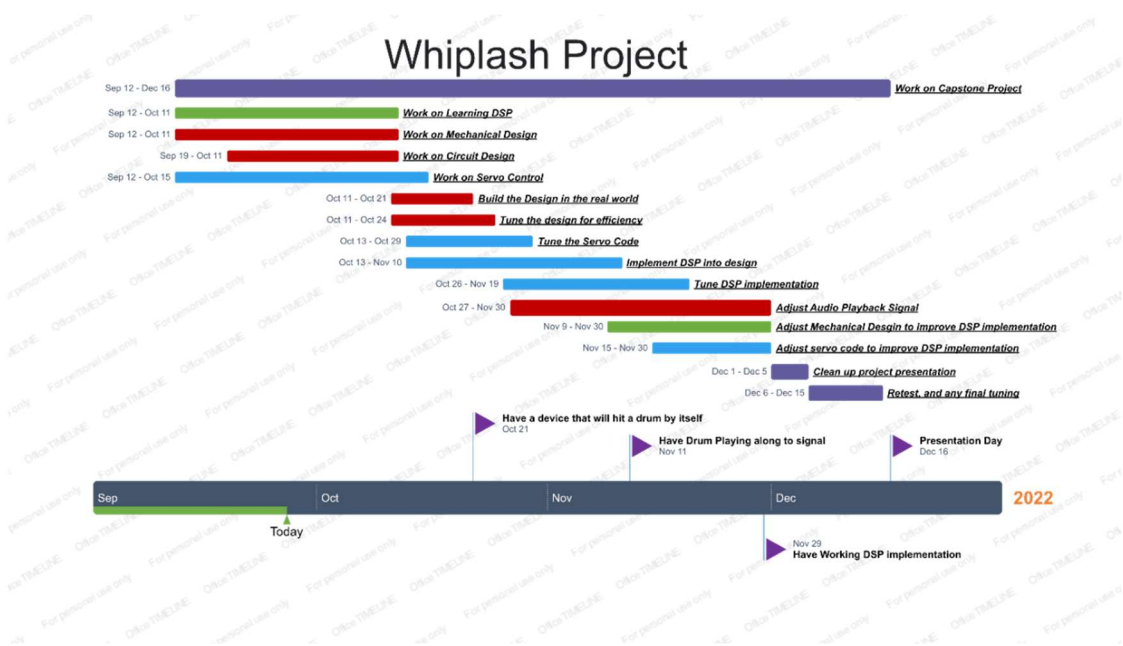 Whiplash Project
Sep 12 - Dec 16 Work on Capstone Project
Sep 12 - Oct 11 Work on Learning DSP
Sep 12 - Oct 11 Work on Mechanical Design
Sep 19 - Oct 11 Work on Circuit Design
Sep 12 - Oct 15 Work on Servo Control
Oct 11 - Oct 21 Build the Design in the real world
Oct 11 - Oct 24 Tune the design for efficiency
Oct 13 - Oct 29 Tune the Servo Code
Oct 13 - Nov 10 Implement DSP into design
Oct 26 - Nov 19 Tune DSP implementation
Oct 27 - Nov 30 Adjust Audio Playback Signal
Nov 9 - Nov 30 Adjust Mechanical Desgin to improve DSP implementation
Nov 15 - Nov 30 Adjust servo code to improve DSP implementation
Dec 1 - Dec 5 Clean up project presentation
Dec 6 - Dec 15 Retest, and any final tuning
Have a device that will hit a drum by itself
Oct 21
Have Drum Playing along to signal
Nov 11
Presentation Day
Dec 16
Sep Oct Nov Dec 2022
Today
Nov 29
Have Working DSP implementation
For personal use only
Office TIMELINE